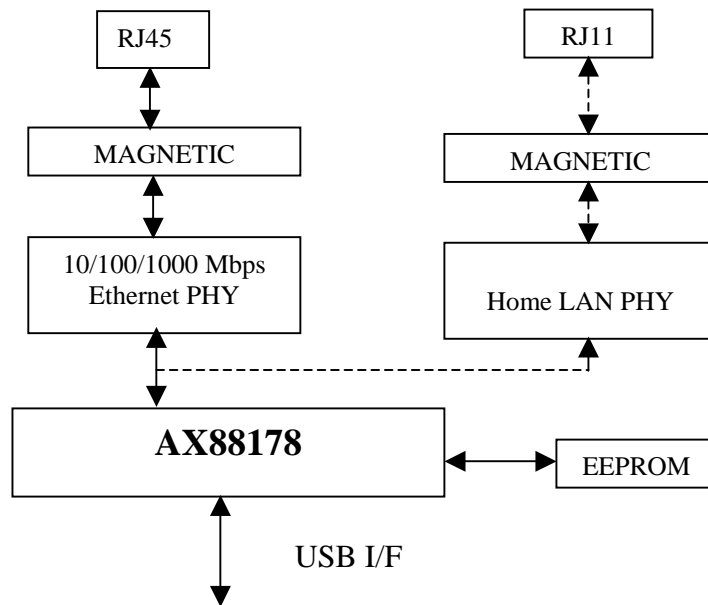 RJ45
RJ11
MAGNETIC
MAGNETIC
10/100/1000 Mbps
Ethernet PHY
Home LAN PHY
AX88178
EEPROM
USB I/F